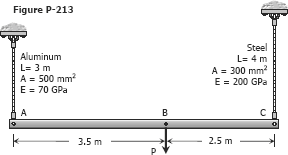 Figure P-213
Aluminum
L= 3 m
A = 500 mm²
E = 70 GPa
Steel
L= 4 m
A = 300 mm²
E = 200 GPa
A
B
C
3.5 m
2.5 m
P